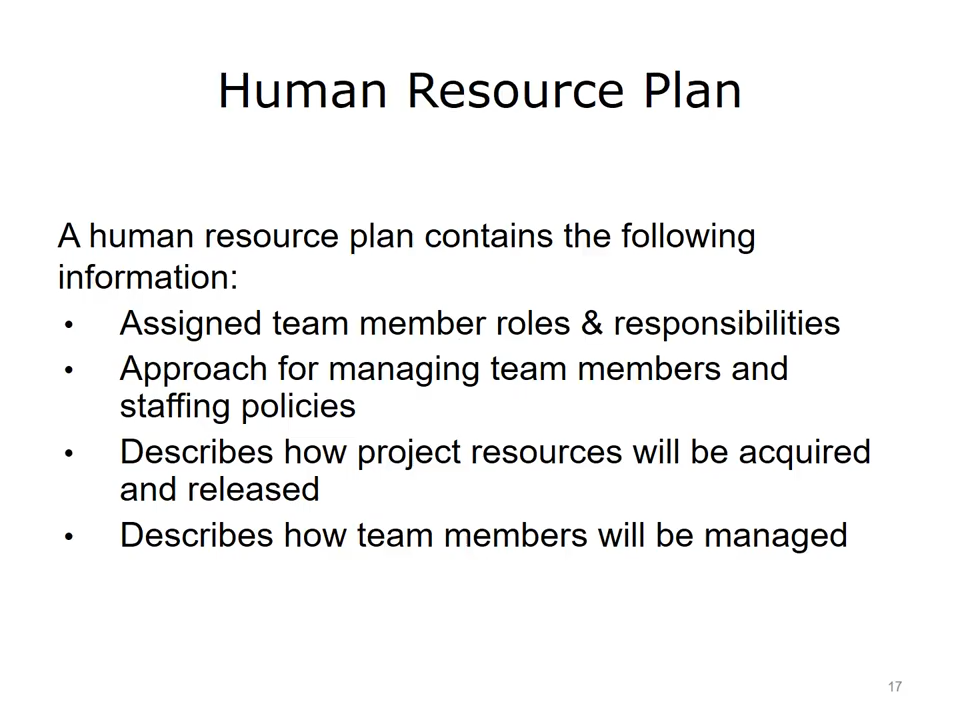 Human Resource Plan
A human resource plan contains the following
information:
• Assigned team member roles & responsibilities
• Approach for managing team members and
staffing policies
• Describes how project resources will be acquired
and released
• Describes how team members will be managed
17